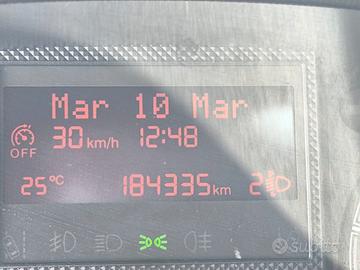 Mar 10 Mar
30 km/h 12:48
OFF
25 °C 184335 km 2
subito